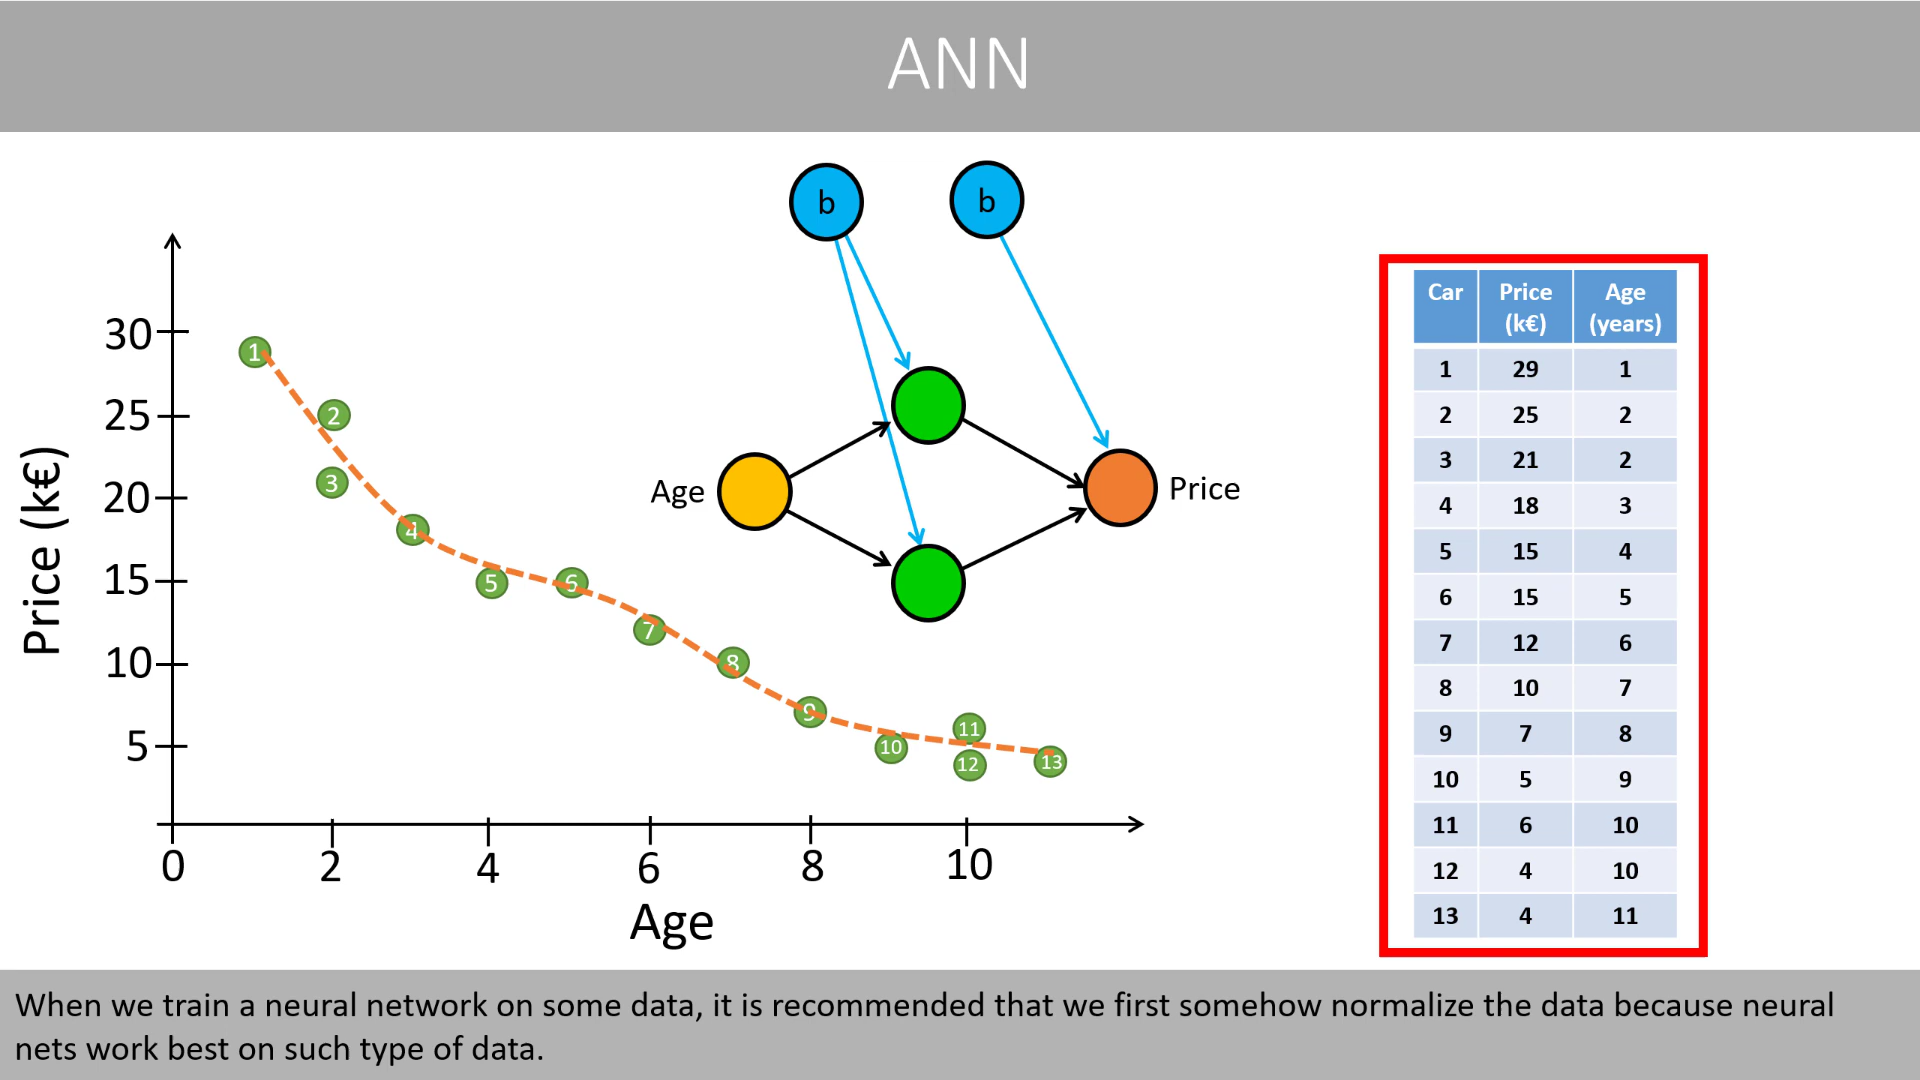 ANN
b
b
Age
Price
30
25
20
15
10
5
Price (k€)
0
2
4
6
8
10
Age
1
2
3
4
5
6
7
8
9
10
11
12
13
Car Price (k€) Age (years)
1 29 1
2 25 2
3 21 2
4 18 3
5 15 4
6 15 5
7 12 6
8 10 7
9 7 8
10 5 9
11 6 10
12 4 10
13 4 11
When we train a neural network on some data, it is recommended that we first somehow normalize the data because neural
nets work best on such type of data.